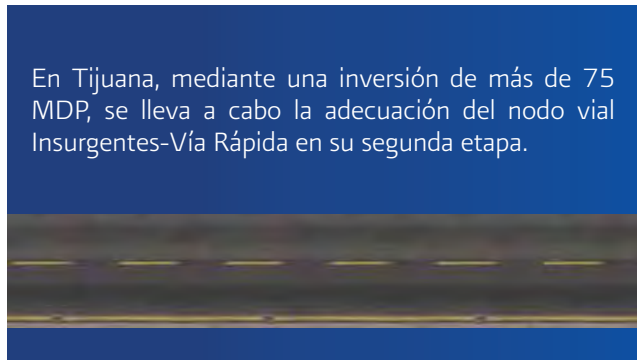 En Tijuana, mediante una inversión de más de 75
MDP, se lleva a cabo la adecuación del nodo vial
Insurgentes-Vía Rápida en su segunda etapa.